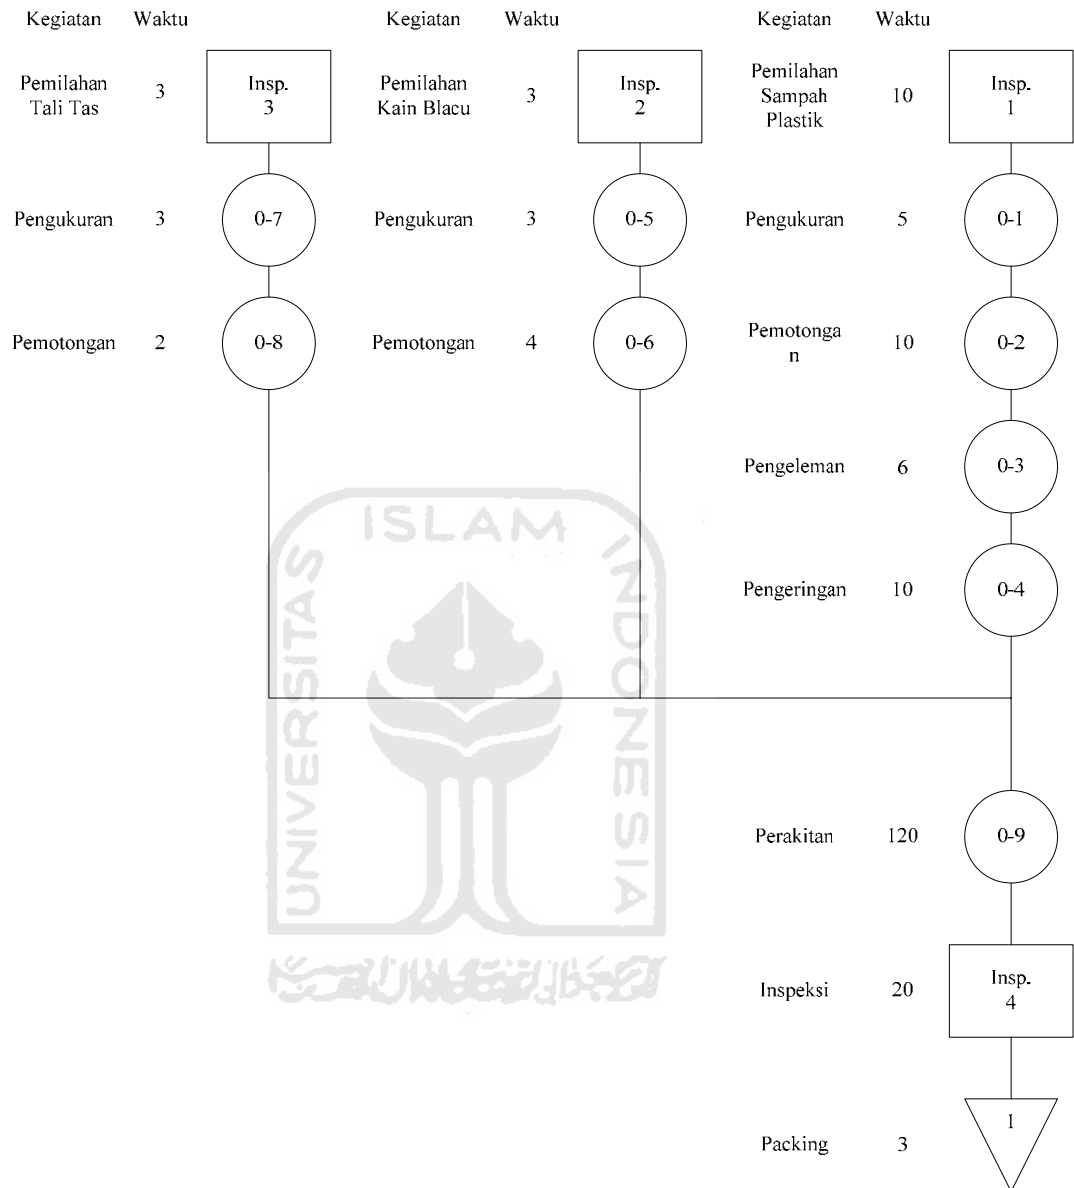 Kegiatan Waktu Kegiatan Waktu Kegiatan Waktu
Pemilahan
Tali Tas
3
Insp.
3
Pemilahan
Kain Blacu
3
Insp.
2
Pemilahan
Sampah
Plastik
10
Insp.
1
Pengukuran 3 0-7 Pengukuran 3 0-5 Pengukuran 5 0-1
Pemotongan 2 0-8 Pemotongan 4 0-6
Pemotonga
n
10 0-2
Pengeleman 6 0-3
Pengeringan 10 0-4
Perakitan 120 0-9
Inspeksi 20
Insp.
4
Packing 3 1
UNIVERSITAS
ISLAM
INDONESIA